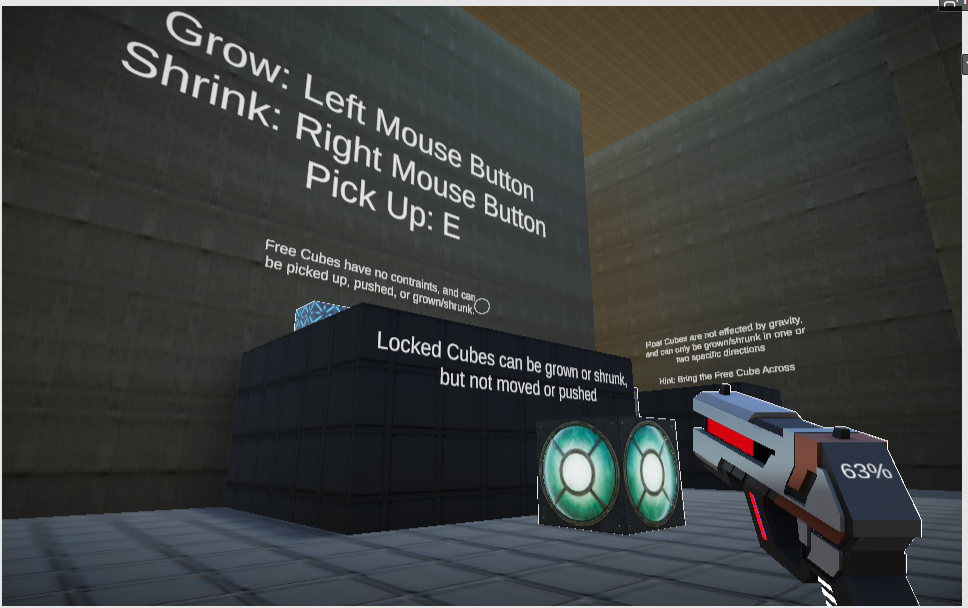 Grow: Left Mouse Button
Shrink: Right Mouse Button
Pick Up: E
Free Cubes have no contraints, and can
be picked up, pushed, or grown/shrunk.
Locked Cubes can be grown or shrunk,
but not moved or pushed
Float Cubes are not effected by gravity,
and can only be grown/shrunk in one or
two specific directions
Hint: Bring the Free Cube Across
63%